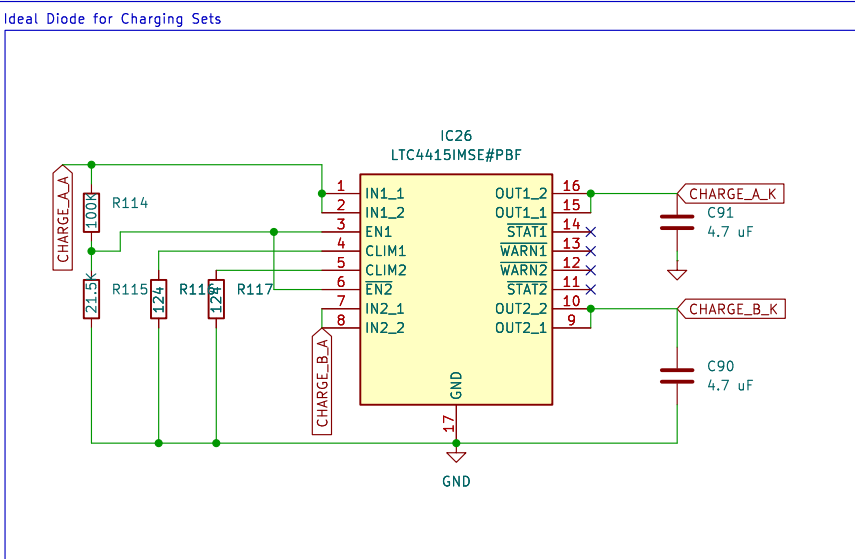 Ideal Diode for Charging Sets
IC26
LTC4415IMSE#PBF
CHARGE_A_A
100K
R114
21.5K
R115
124
R116
124
R117
CHARGE_B_A
1 IN1_1
2 IN1_2
3 EN1
4 CLIM1
5 CLIM2
6 EN2
7 IN2_1
8 IN2_2
OUT1_2 16
OUT1_1 15
STAT1 14
WARN1 13
WARN2 12
STAT2 11
OUT2_2 10
OUT2_1 9
GND
17
GND
CHARGE_A_K
C91
4.7 uF
CHARGE_B_K
C90
4.7 uF